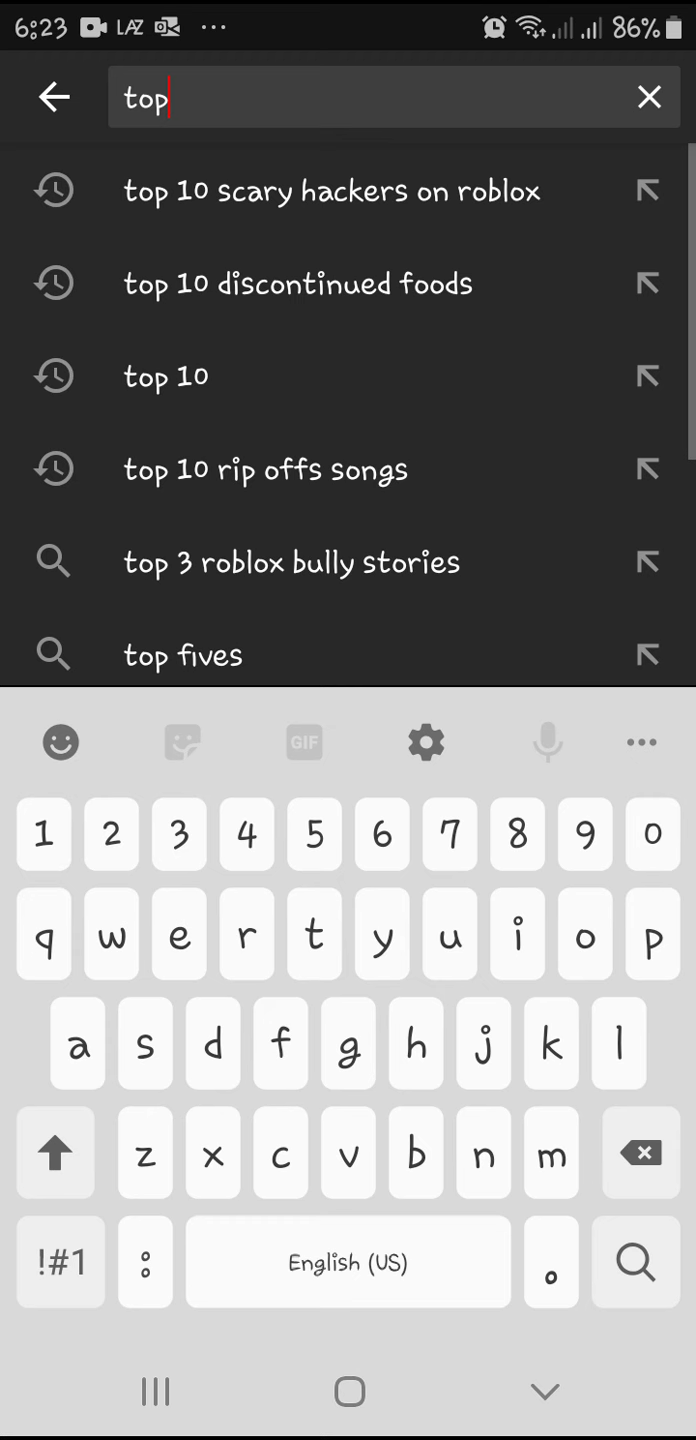 6:23 LAZ 86%
top
top 10 scary hackers on roblox
top 10 discontinued foods
top 10
top 10 rip offs songs
top 3 roblox bully stories
top fives
GIF
1 2 3 4 5 6 7 8 9 0
q w e r t y u i o p
a s d f g h j k l
z x c v b n m
!#1 : English (US) .